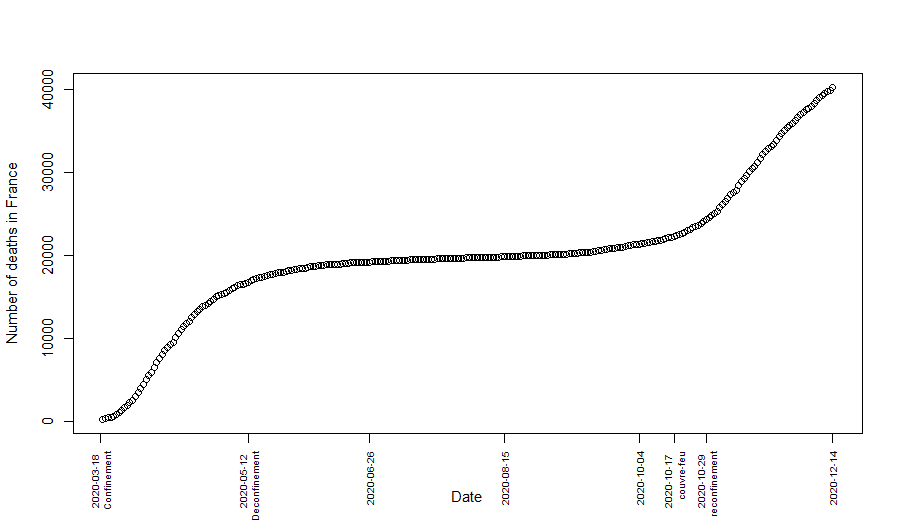 Number of deaths in France
40000
30000
20000
10000
0
2020-03-18
Confinement
2020-05-12
Deconfinement
2020-06-26
2020-08-15
2020-10-04
2020-10-17
couvre-feu
2020-10-29
reconfinement
2020-12-14
Date